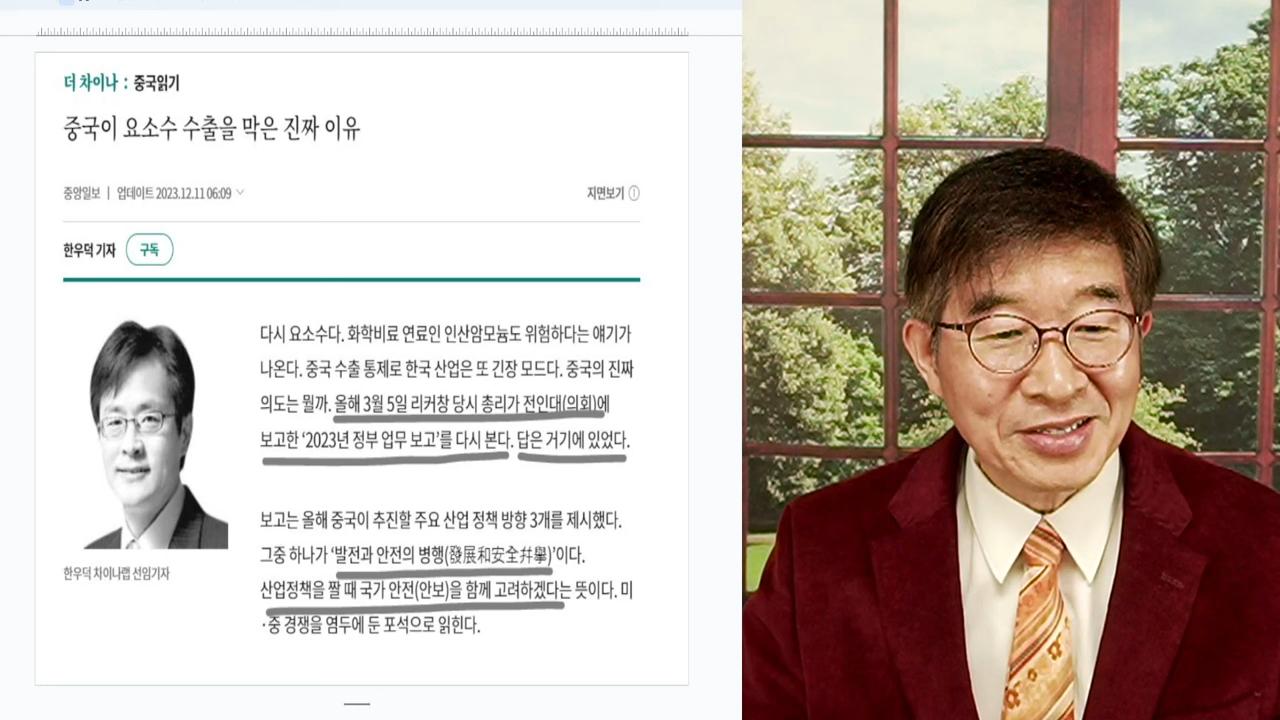 더 차이나 : 중국읽기
중국이 요소수 수출을 막은 진짜 이유
중앙일보 | 업데이트 2023.12.11 06:09
지면보기
한우덕 기자 구독
다시 요소수다. 화학비료 연료인 인산암모늄도 위험하다는 얘기가
나온다. 중국 수출 통제로 한국 산업은 또 긴장 모드다. 중국의 진짜
의도는 뭘까. 올해 3월 5일 리커창 당시 총리가 전인대(의회)에
보고한 ‘2023년 정부 업무 보고’를 다시 본다. 답은 거기에 있었다.
보고는 올해 중국이 추진할 주요 산업 정책 방향 3개를 제시했다.
그중 하나가 ‘발전과 안전의 병행(發展和安全幷擧)’이다.
산업정책을 짤 때 국가 안전(안보)을 함께 고려하겠다는 뜻이다. 미
·중 경쟁을 염두에 둔 포석으로 읽힌다.
한우덕 차이나랩 선임기자